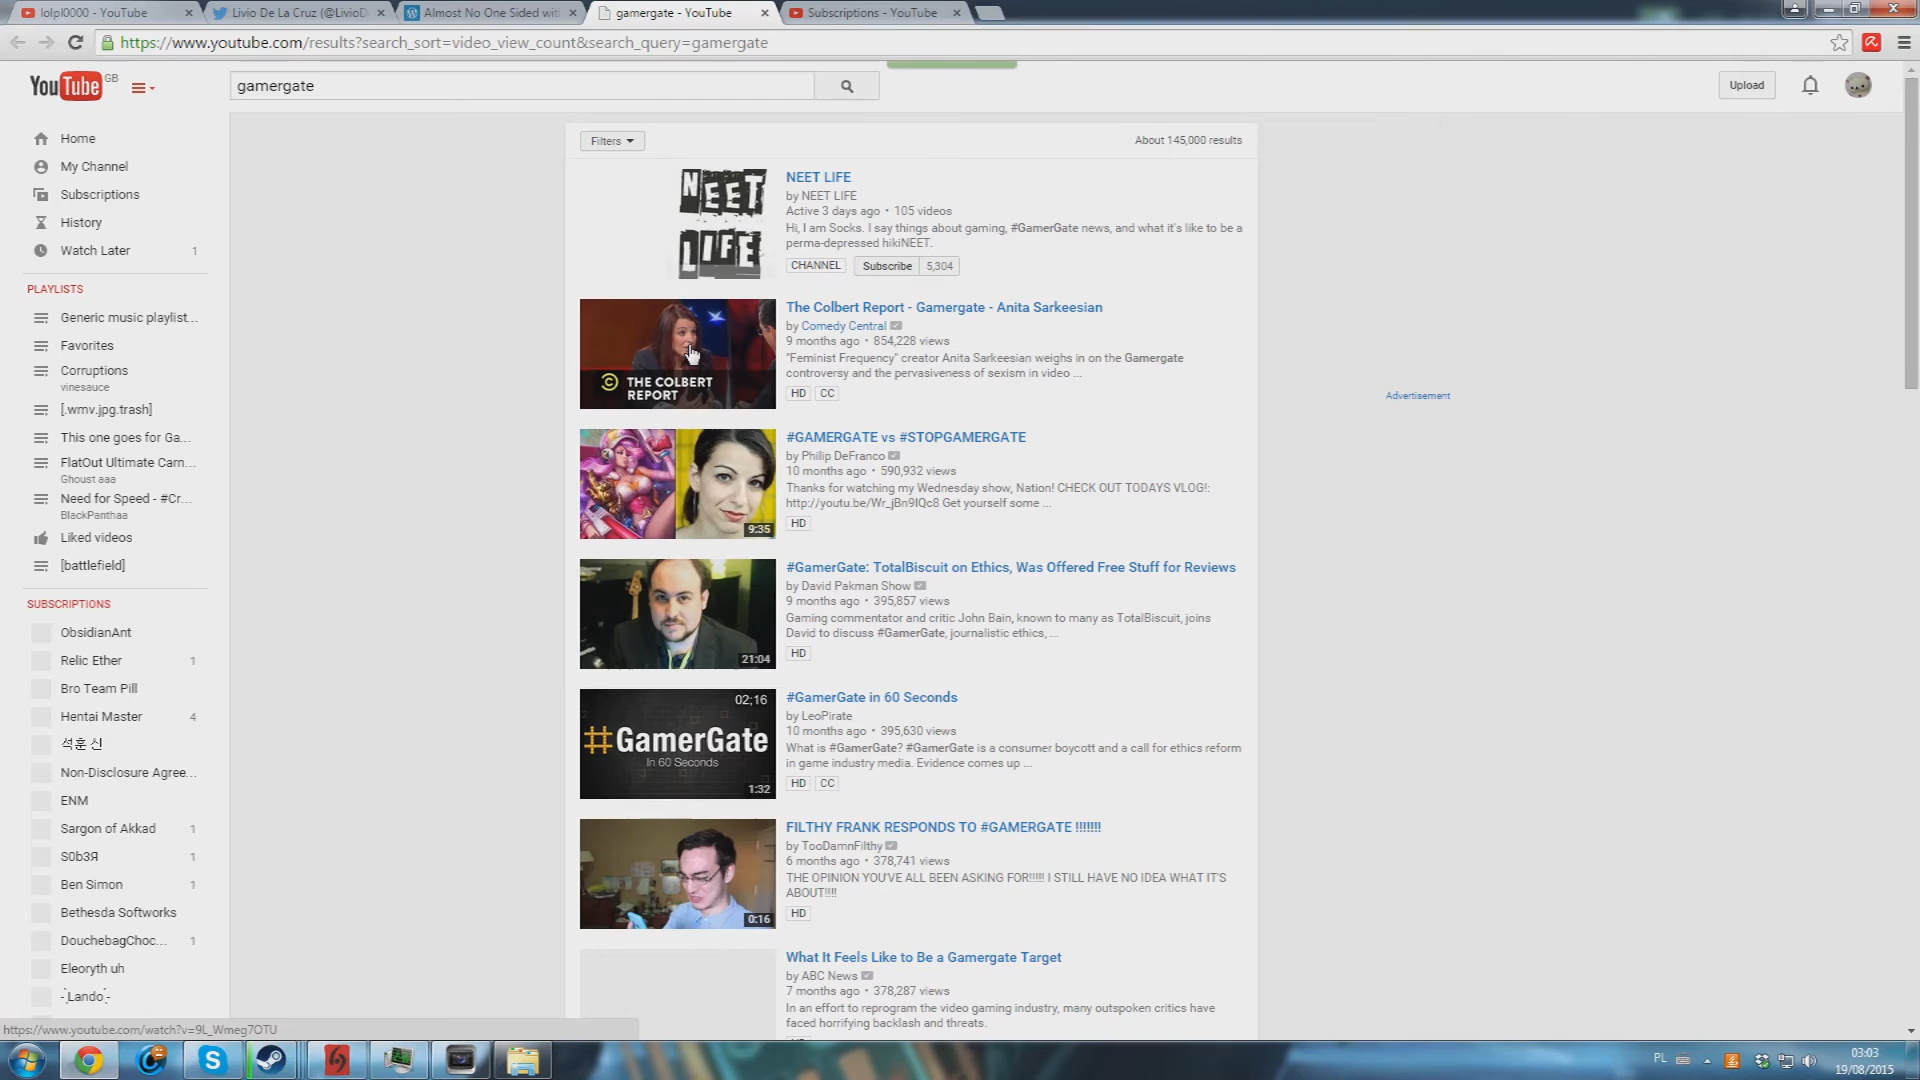 lolpl0000 - YouTube
Livio De La Cruz (@LivioD
Almost No One Sided with
gamergate - YouTube
Subscriptions - YouTube
https://www.youtube.com/results?search_sort=video_view_count&search_query=gamergate
YouTube GB
gamergate
Upload
Home
My Channel
Subscriptions
History
Watch Later 1
PLAYLISTS
Generic music playlist...
Favorites
Corruptions
vinesauce
[.wmv.jpg.trash]
This one goes for Ga...
FlatOut Ultimate Carn...
Ghoust aaa
Need for Speed - #Cr...
BlackPanthaa
Liked videos
[battlefield]
SUBSCRIPTIONS
ObsidianAnt
Relic Ether 1
Bro Team Pill
Hentai Master 4
석훈 신
Non-Disclosure Agree...
ENM
Sargon of Akkad 1
S0b3Я 1
Ben Simon 1
Bethesda Softworks
DouchebagChoc... 1
Eleoryth uh
Filters
About 145,000 results
NEET LIFE
NEET LIFE
by NEET LIFE
Active 3 days ago • 105 videos
Hi, I am Socks. I say things about gaming, #GamerGate news, and what it's like to be a
perma-depressed hikiNEET.
CHANNEL Subscribe 5,304
THE COLBERT
REPORT
The Colbert Report - Gamergate - Anita Sarkeesian
by Comedy Central
9 months ago • 854,228 views
"Feminist Frequency" creator Anita Sarkeesian weighs in on the Gamergate
controversy and the pervasiveness of sexism in video ...
HD CC
9:35
#GAMERGATE vs #STOPGAMERGATE
by Philip DeFranco
10 months ago • 590,932 views
Thanks for watching my Wednesday show, Nation! CHECK OUT TODAYS VLOG!:
http://youtu.be/Wr_jBn9IQc8 Get yourself some ...
HD
21:04
#GamerGate: TotalBiscuit on Ethics, Was Offered Free Stuff for Reviews
by David Pakman Show
9 months ago • 395,857 views
Gaming commentator and critic John Bain, known to many as TotalBiscuit, joins
David to discuss #GamerGate, journalistic ethics, ...
HD
02;16
#GamerGate
In 60 Seconds
1:32
#GamerGate in 60 Seconds
by LeoPirate
10 months ago • 395,630 views
What is #GamerGate? #GamerGate is a consumer boycott and a call for ethics reform
in game industry media. Evidence comes up ...
HD CC
0:16
FILTHY FRANK RESPONDS TO #GAMERGATE !!!!!!!
by TooDamnFilthy
6 months ago • 378,741 views
THE OPINION YOU'VE ALL BEEN ASKING FOR!!!!! I STILL HAVE NO IDEA WHAT IT'S
ABOUT!!!!
HD
What It Feels Like to Be a Gamergate Target
by ABC News
7 months ago • 378,287 views
In an effort to reprogram the video gaming industry, many outspoken critics have
faced horrifying backlash and threats.
Advertisement
https://www.youtube.com/watch?v=9L_Wmeg7OTU
PL
03:03
19/08/2015